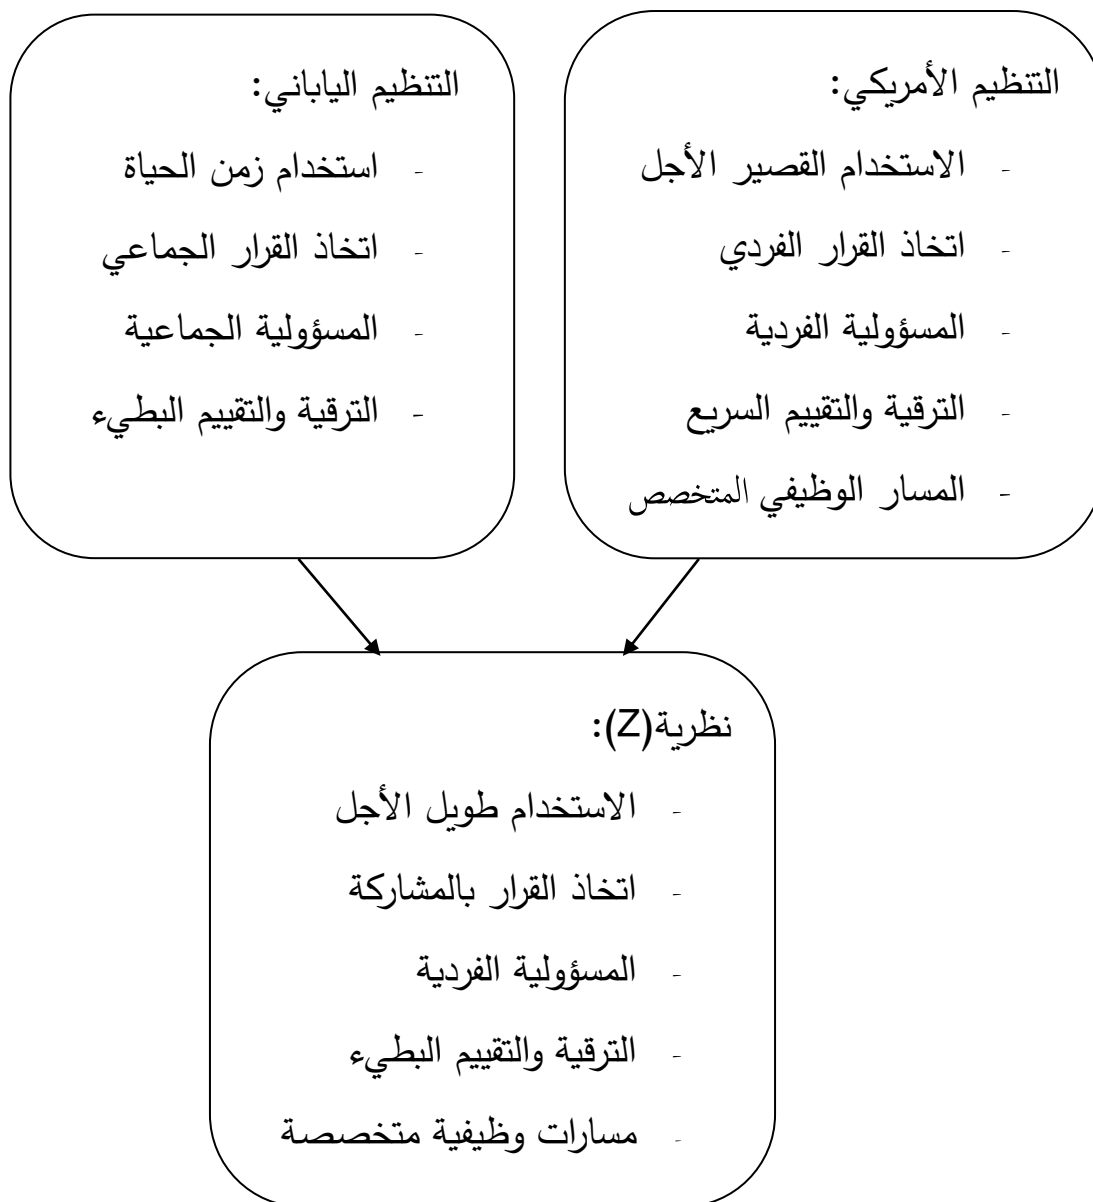 التنظيم الأمريكي:
- الاستخدام القصير الأجل
- اتخاذ القرار الفردي
- المسؤولية الفردية
- الترقية والتقييم السريع
- المسار الوظيفي المتخصص
التنظيم الياباني:
- استخدام زمن الحياة
- اتخاذ القرار الجماعي
- المسؤولية الجماعية
- الترقية والتقييم البطيء
نظرية(Z):
- الاستخدام طويل الأجل
- اتخاذ القرار بالمشاركة
- المسؤولية الفردية
- الترقية والتقييم البطيء
- مسارات وظيفية متخصصة